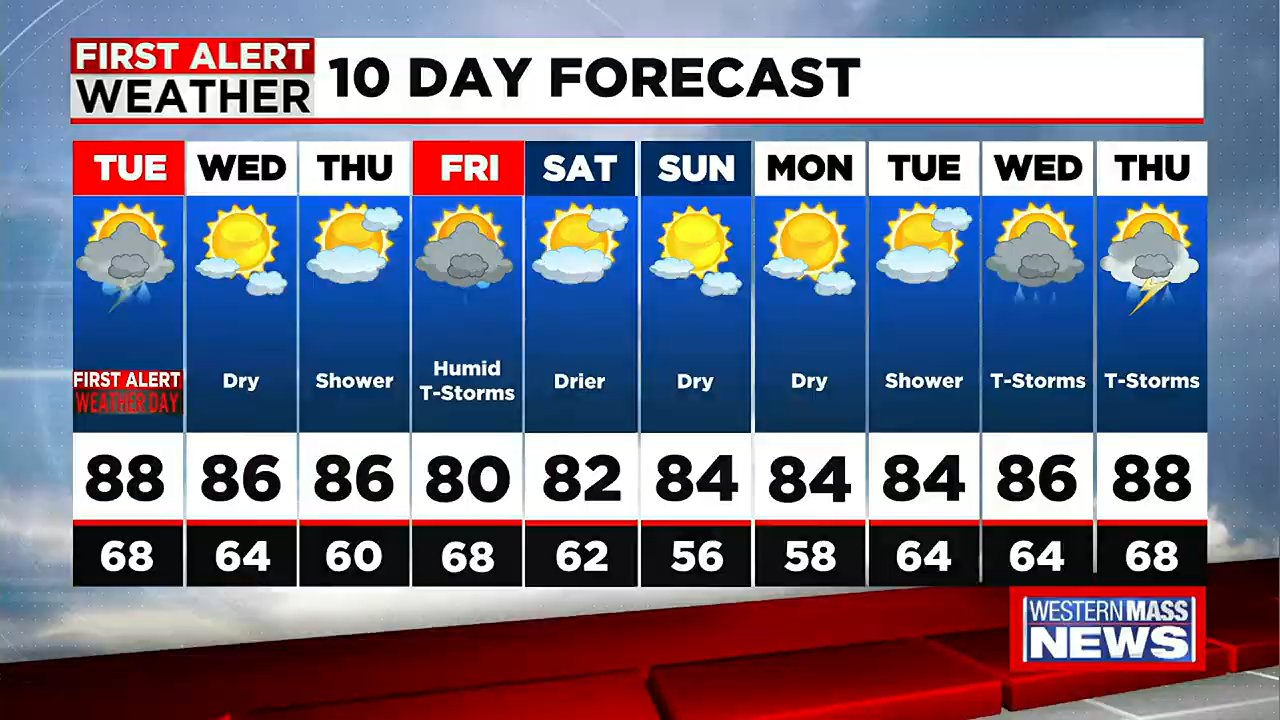 FIRST ALERT
WEATHER
10 DAY FORECAST
TUE WED THU FRI SAT SUN MON TUE WED THU
FIRST ALERT
WEATHER DAY
Dry
Shower
Humid
T-Storms
Drier
Dry
Dry
Shower
T-Storms
T-Storms
88 86 86 80 82 84 84 84 86 88
68 64 60 68 62 56 58 64 64 68
WESTERN MASS
NEWS